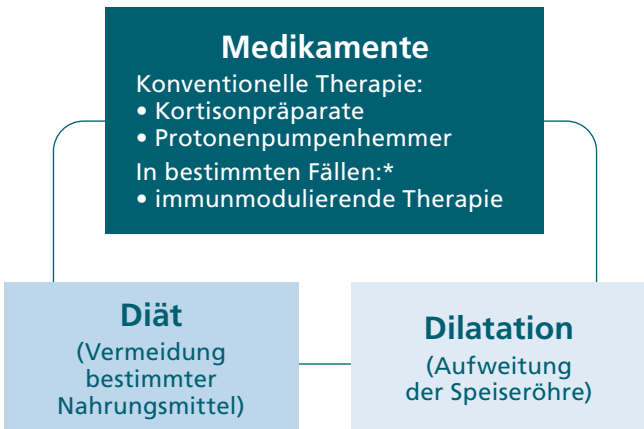 Medikamente
Konventionelle Therapie:
• Kortisonpräparate
• Protonenpumpenhemmer
In bestimmten Fällen:*
• immunmodulierende Therapie
Diät
(Vermeidung
bestimmter
Nahrungsmittel)
Dilatation
(Aufweitung
der Speiseröhre)